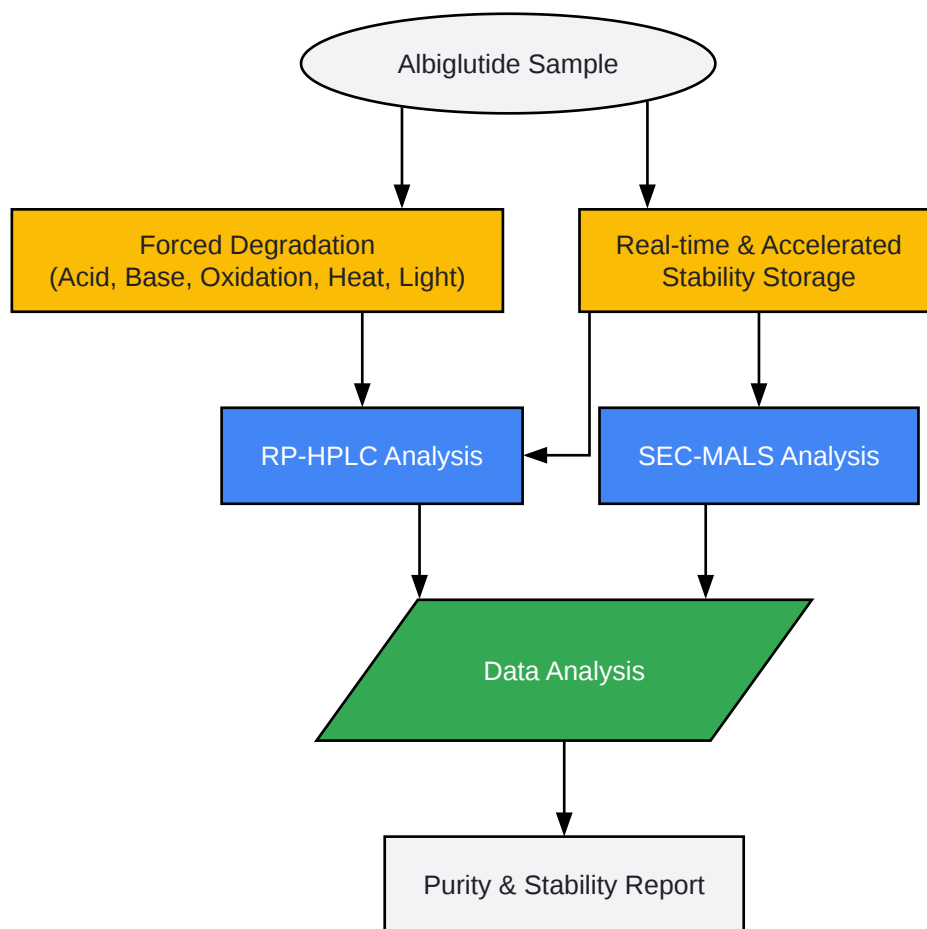 Albiglutide Sample
Forced Degradation
(Acid, Base, Oxidation, Heat, Light)
Real-time & Accelerated
Stability Storage
RP-HPLC Analysis
SEC-MALS Analysis
Data Analysis
Purity & Stability Report